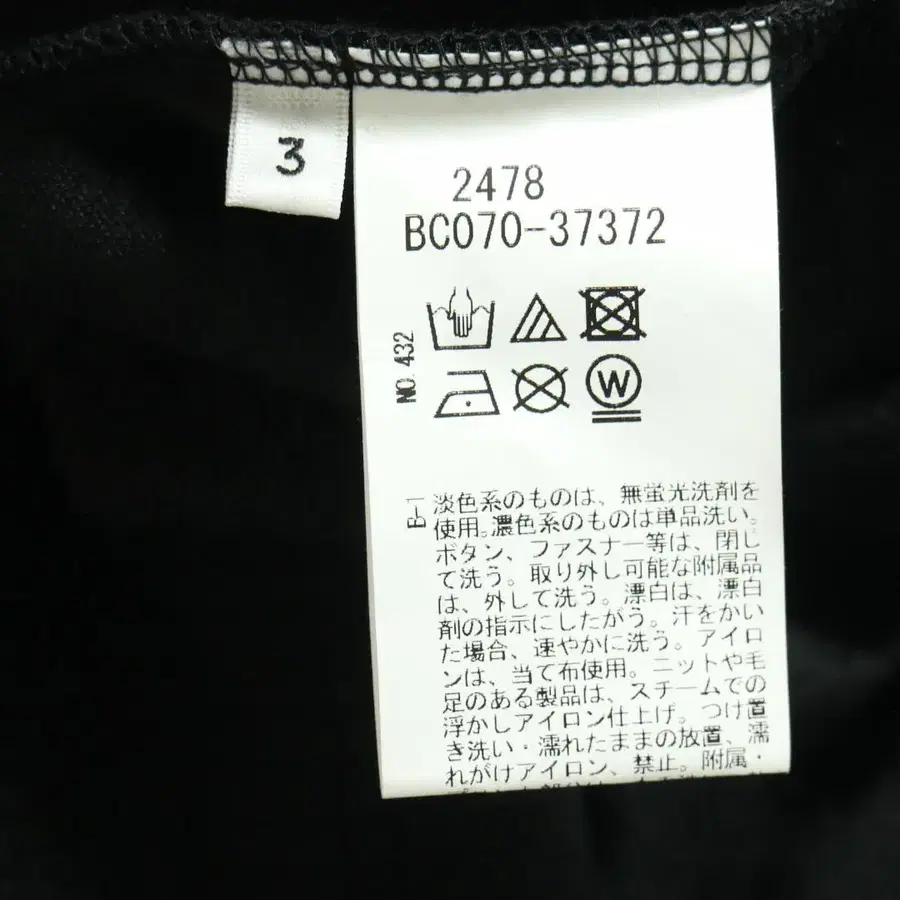 3
2478
BC070-37372
NO. 432
W
B-1
淡色系のものは、無蛍光洗剤を
使用。濃色系のものは単品洗い。
ボタン、ファスナー等は、閉じ
て洗う。取り外し可能な附属品
は、外して洗う。漂白は、漂白
剤の指示にしたがう。汗をかい
た場合、速やかに洗う。アイロ
ンは、当て布使用。ニットや毛
足のある製品は、スチームでの
浮かしアイロン仕上げ。つけ置
き洗い・濡れたままの放置、濡
れがけアイロン、禁止。附属・